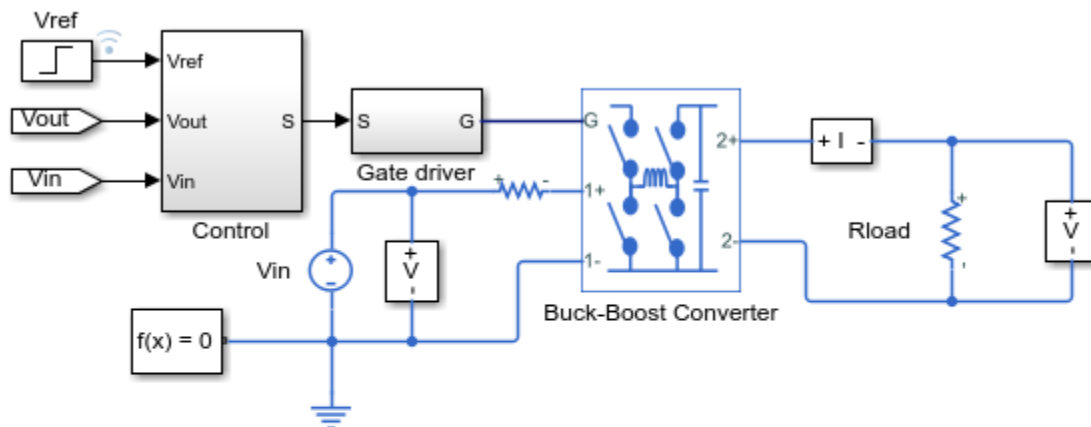 Vref
Vref
Vout
Vout
S
S
G
G
2+
+ I -
Vin
Vin
Gate driver
+
-
1+
+
Control
Rload
+
V
-
2-
Vin
+
-
+
V
-
1-
-
Buck-Boost Converter
f(x) = 0